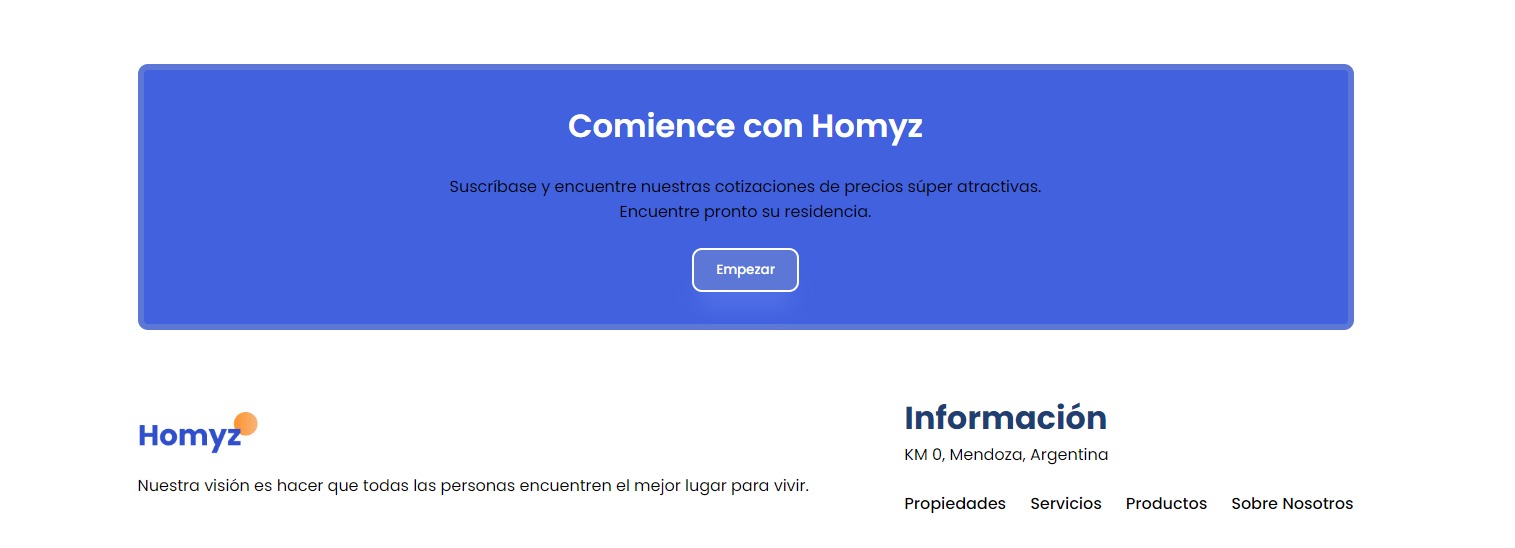 Comience con Homyz
Suscríbase y encuentre nuestras cotizaciones de precios súper atractivas.
Encuentre pronto su residencia.
Empezar
Homyz
Nuestra visión es hacer que todas las personas encuentren el mejor lugar para vivir.
Información
KM 0, Mendoza, Argentina
Propiedades Servicios Productos Sobre Nosotros